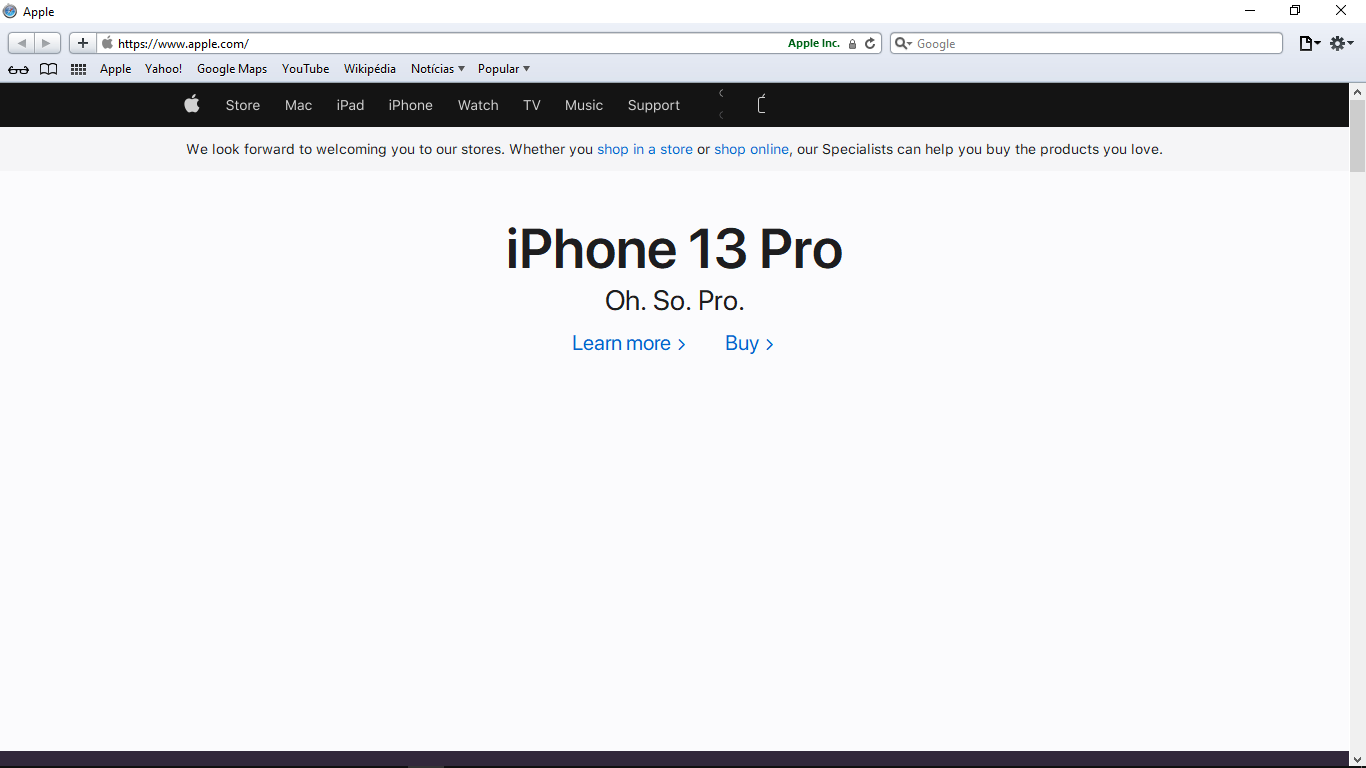 Apple
https://www.apple.com/ Apple Inc. Google
Apple Yahoo! Google Maps YouTube Wikipédia Notícias Popular
Store Mac iPad iPhone Watch TV Music Support
We look forward to welcoming you to our stores. Whether you shop in a store or shop online, our Specialists can help you buy the products you love.
iPhone 13 Pro
Oh. So. Pro.
Learn more > Buy >